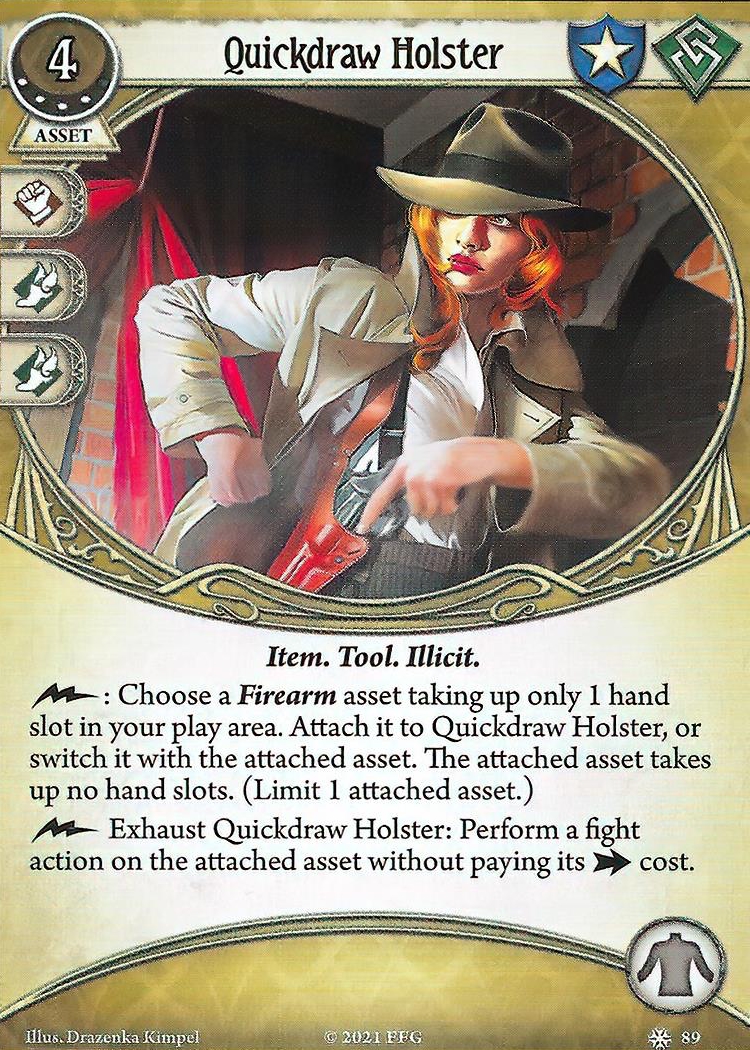 4
Quickdraw Holster
ASSET
Item. Tool. Illicit.
: Choose a Firearm asset taking up only 1 hand
slot in your play area. Attach it to Quickdraw Holster, or
switch it with the attached asset. The attached asset takes
up no hand slots. (Limit 1 attached asset.)
Exhaust Quickdraw Holster: Perform a fight
action on the attached asset without paying its cost.
Illus. Drazenka Kimpel
© 2021 FFG
89